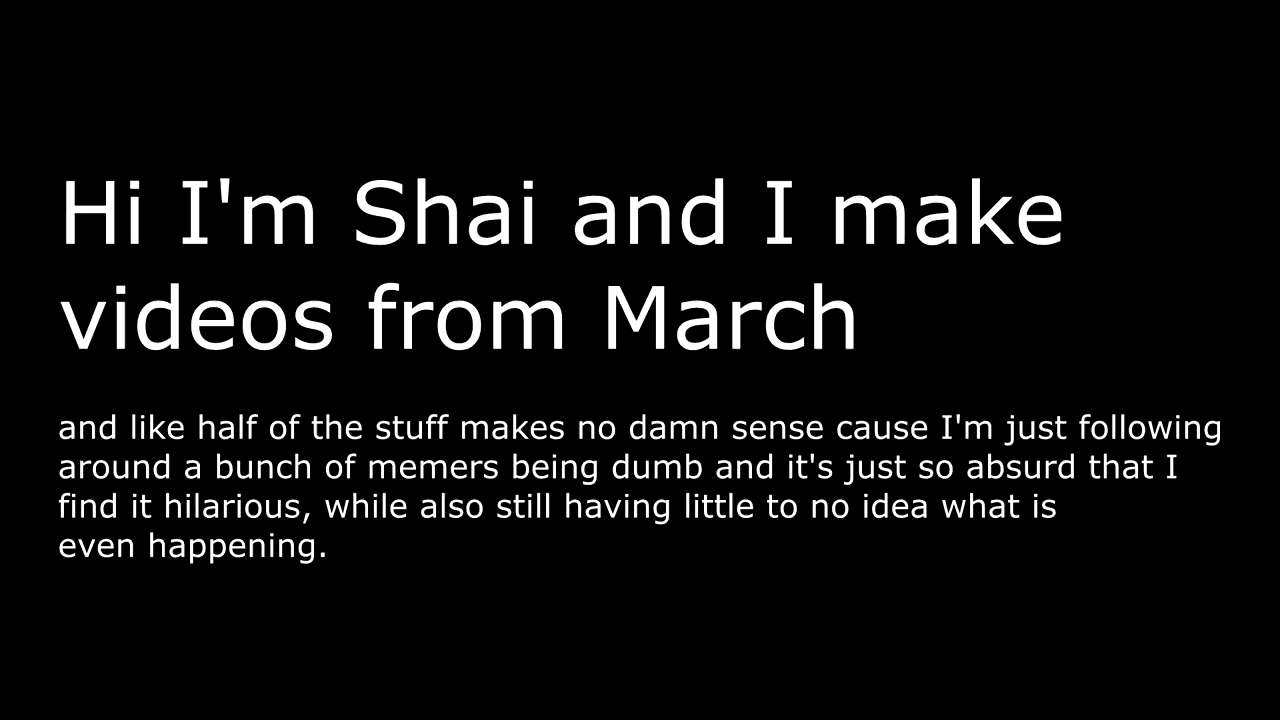 Hi I'm Shai and I make
videos from March
and like half of the stuff makes no damn sense cause I'm just following
around a bunch of memers being dumb and it's just so absurd that I
find it hilarious, while also still having little to no idea what is
even happening.